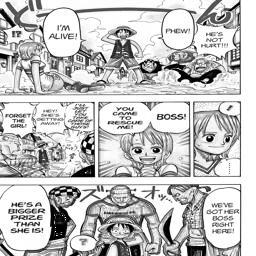 PHEW!
HE'S
NOT
HURT!!!
I'M
ALIVE!
!?
BOSS!
YOU
CAME
TO
RESCUE
ME!
HEY!
SHE'S
GETTING
AWAY!
FORGET
THE
GIRL!
WE'VE
GOT HER
BOSS
RIGHT
HERE!
?
HE'S A
BIGGER
PRIZE
THAN
SHE IS!